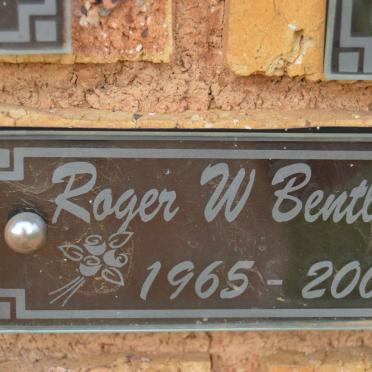 Roger W Bentl
1965 - 200